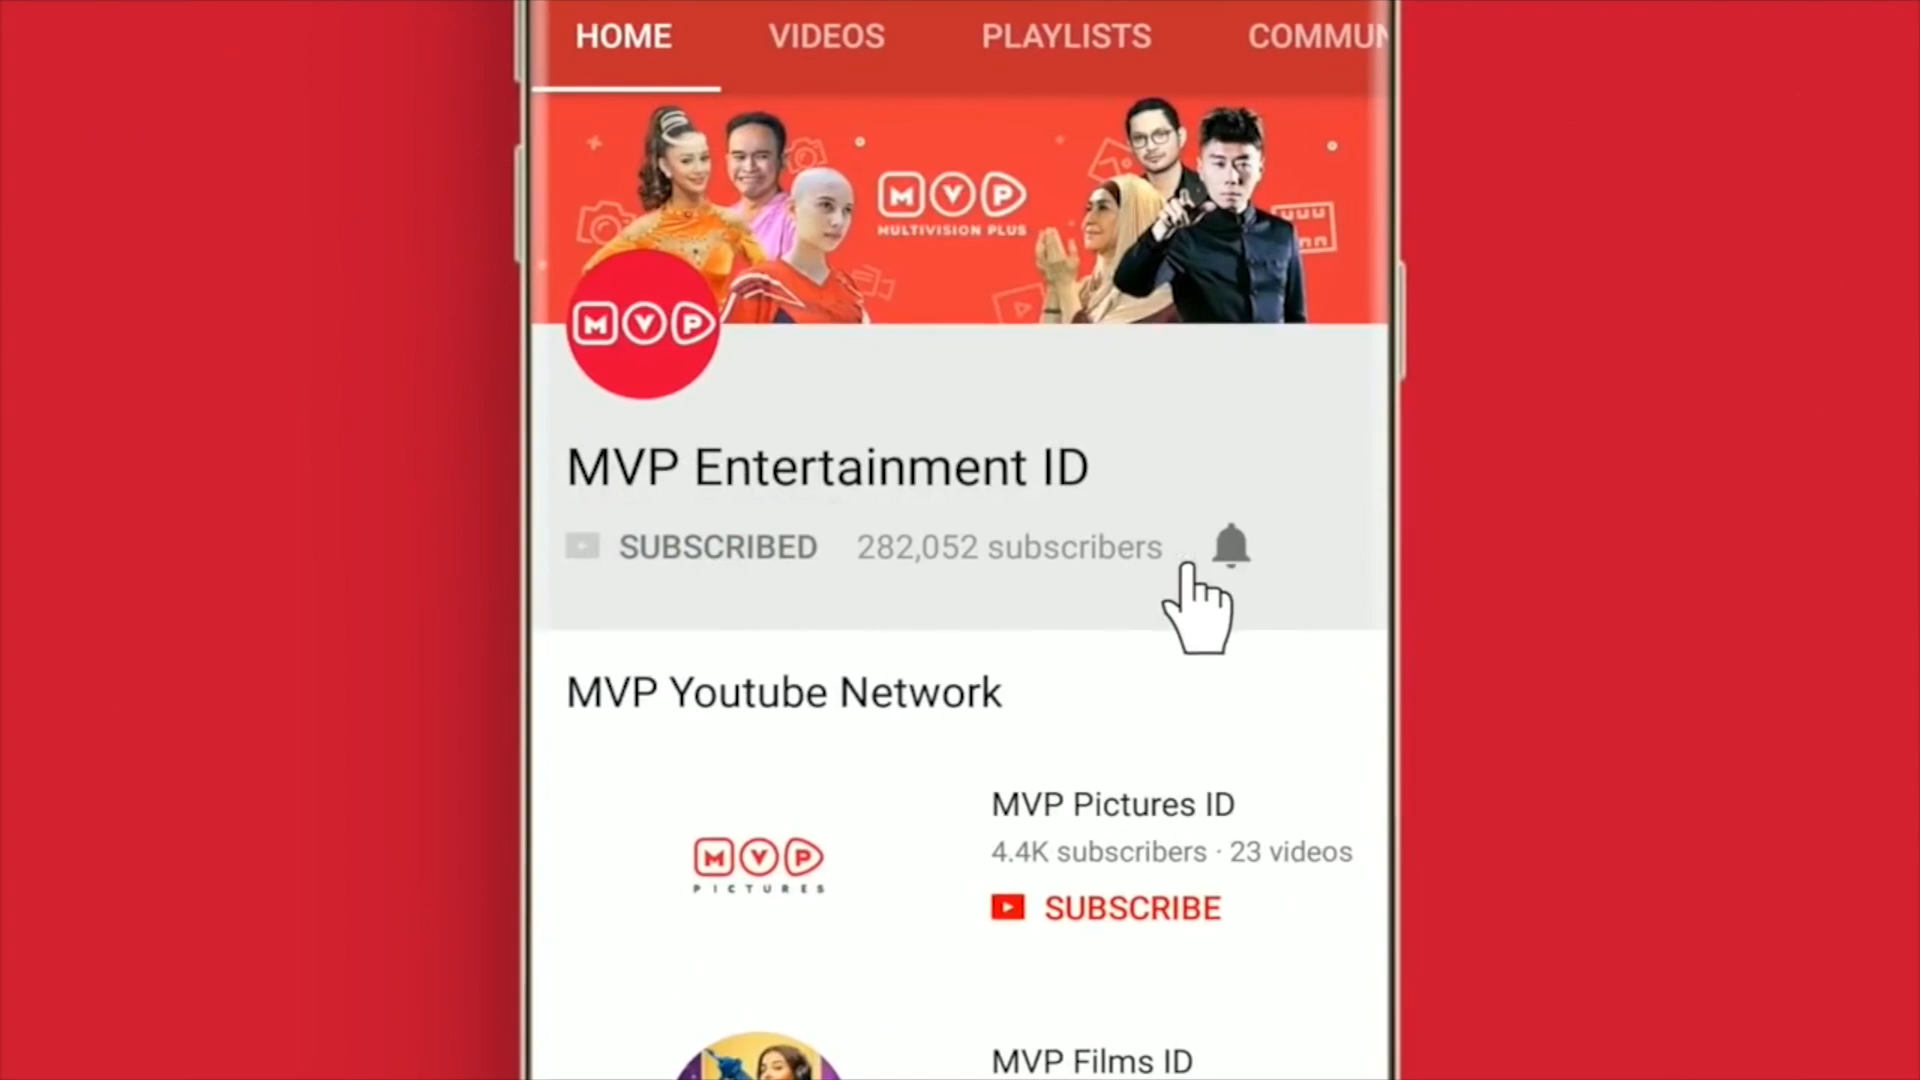 HOME VIDEOS PLAYLISTS COMMUN
MVP
MULTIVISION PLUS
MVP
MVP Entertainment ID
SUBSCRIBED 282,052 subscribers
MVP Youtube Network
MVP Pictures ID
4.4K subscribers · 23 videos
SUBSCRIBE
MVP
PICTURES
MVP Films ID